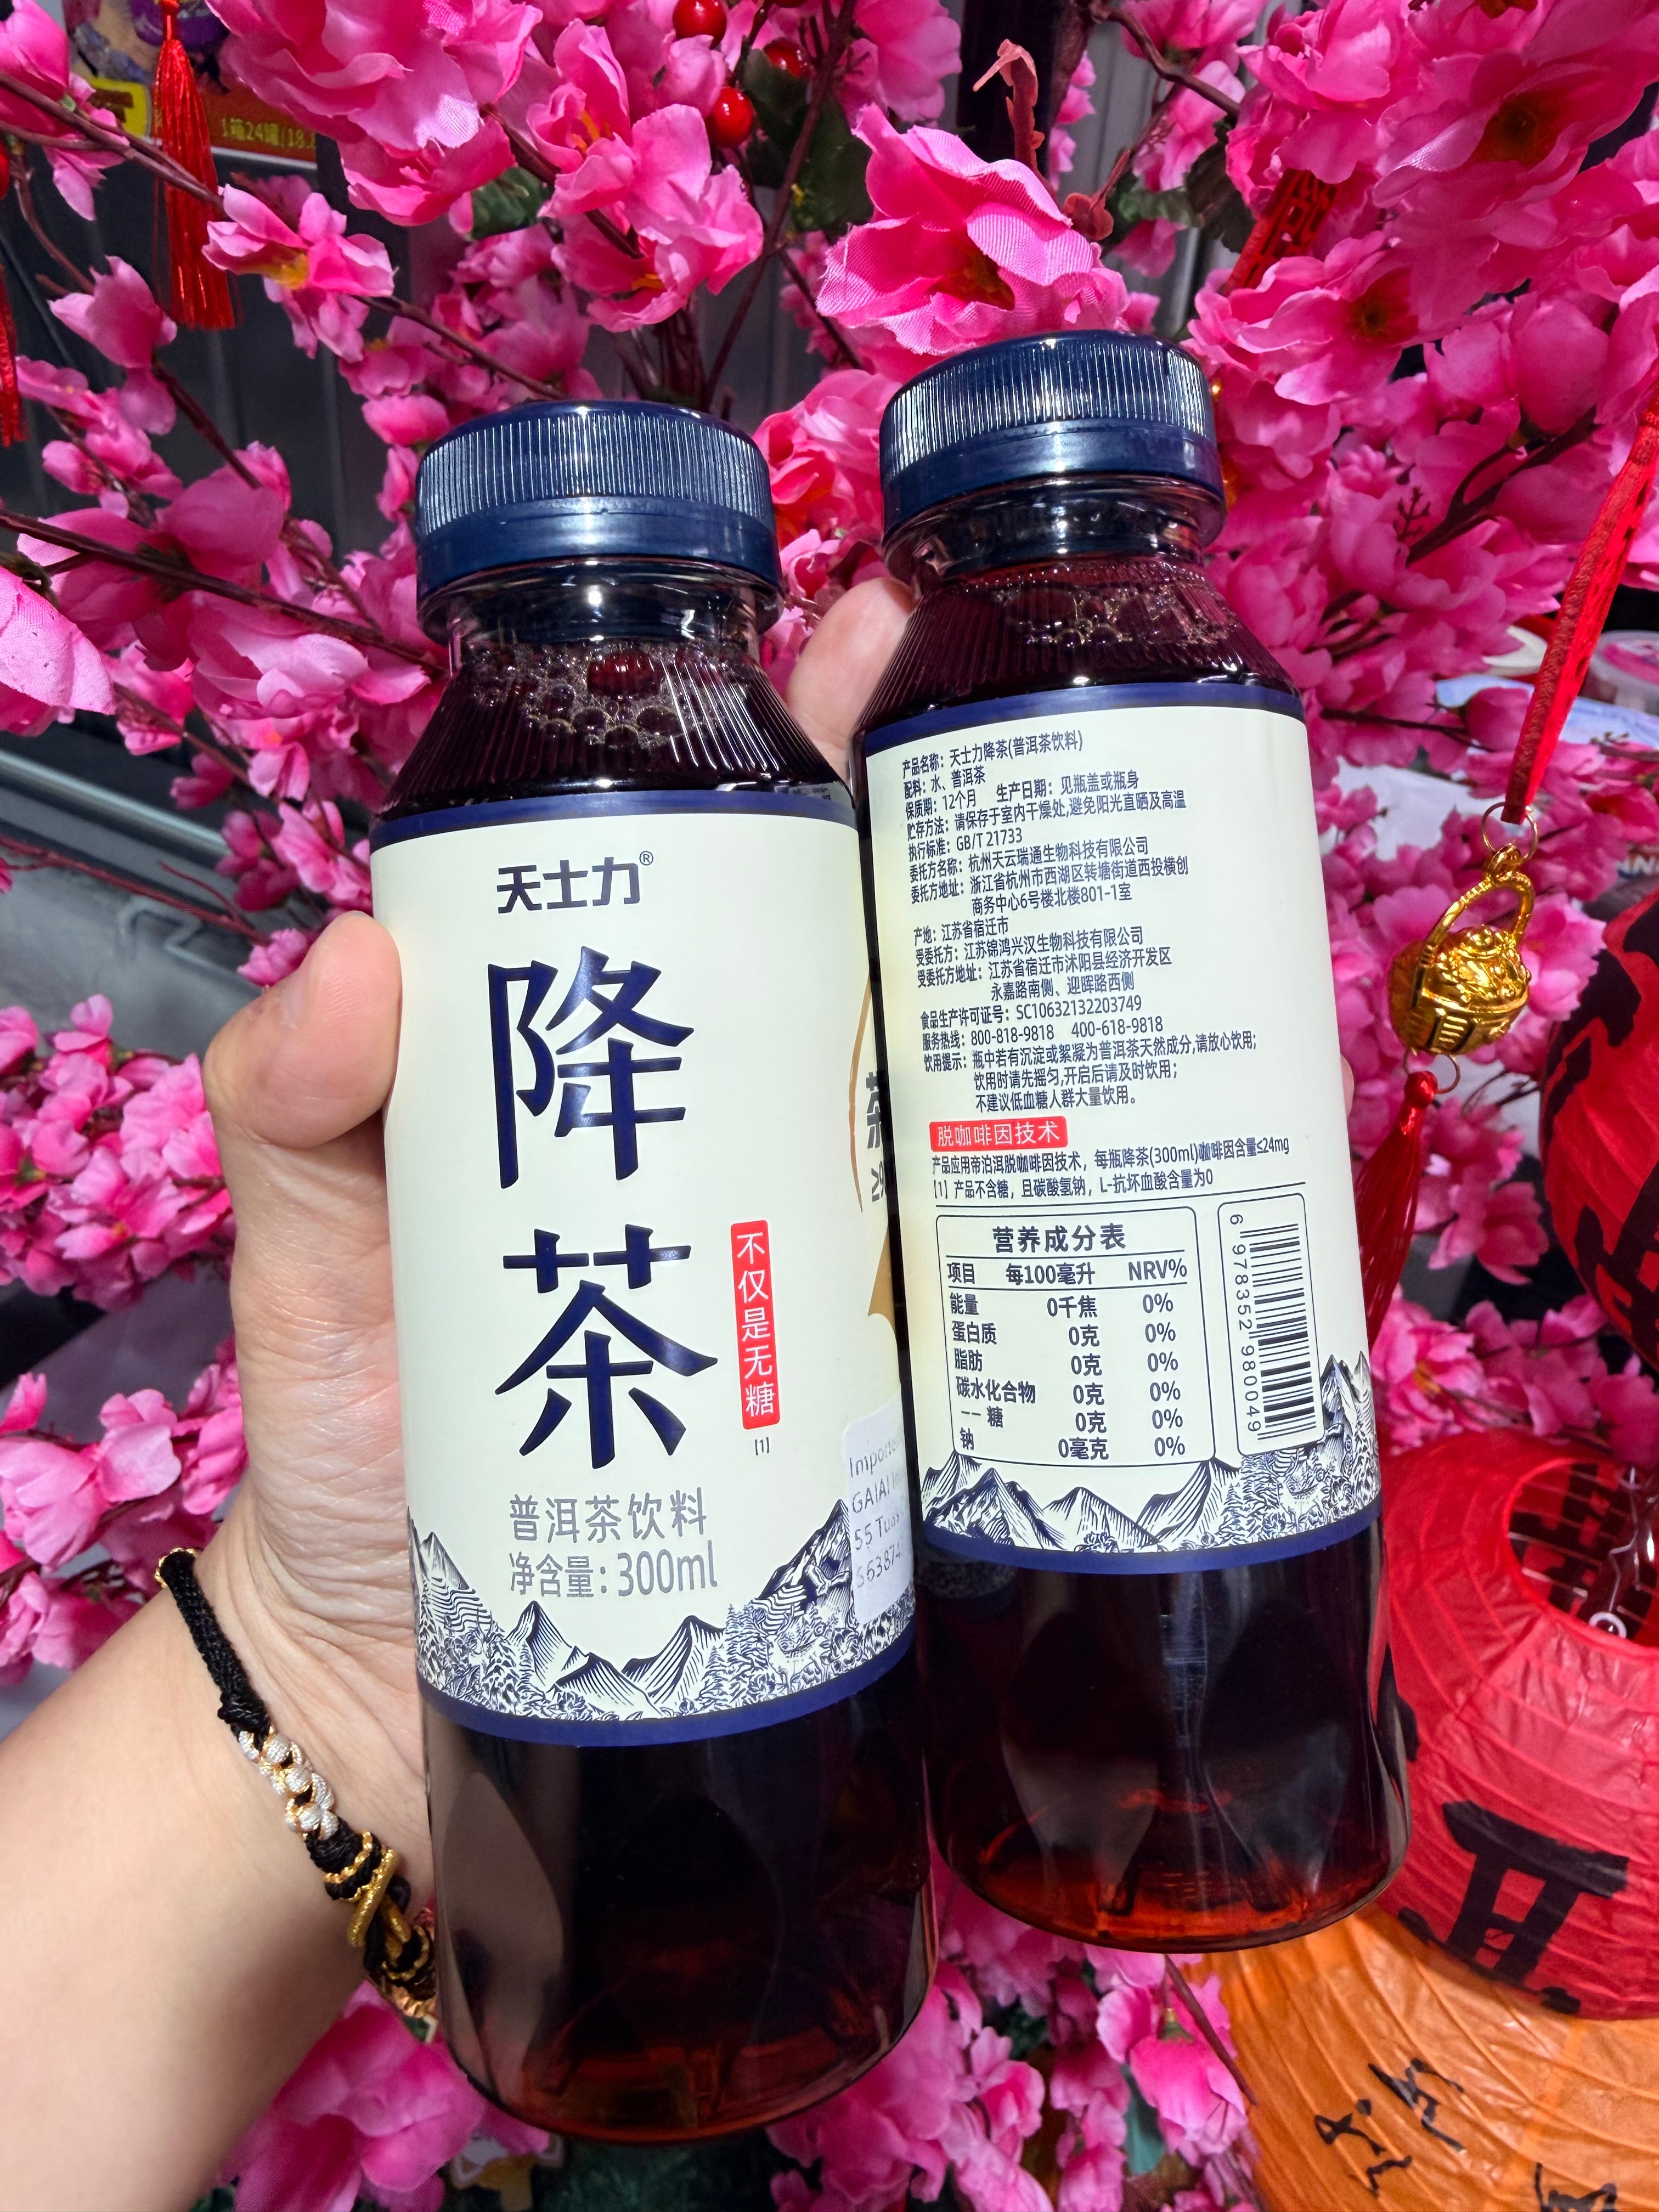 1箱24罐
天士力®
降
茶
不仅是无糖
[1]
普洱茶饮料
净含量:300ml
GAIA
55 Tuas
S63874
产品名称：天士力降茶(普洱茶饮料)
配料：水、普洱茶
保质期：12个月 生产日期：见瓶盖或瓶身
贮存方法：请保存于室内干燥处,避免阳光直晒及高温
执行标准：GB/T 21733
委托方名称：杭州天云瑞通生物科技有限公司
委托方地址：浙江省杭州市西湖区转塘街道西投横创
商务中心6号楼北楼801-1室
产地：江苏省宿迁市
受委托方：江苏锦鸿兴汉生物科技有限公司
受委托方地址：江苏省宿迁市沭阳县经济开发区
永嘉路南侧、迎晖路西侧
食品生产许可证号：SC10632132203749
服务热线：800-818-9818 400-618-9818
饮用提示：瓶中若有沉淀或絮凝为普洱茶天然成分,请放心饮用;
饮用时请先摇匀,开启后请及时饮用;
不建议低血糖人群大量饮用。
脱咖啡因技术
产品应用帝泊洱脱咖啡因技术，每瓶降茶(300ml)咖啡因含量≤24mg
[1] 产品不含糖，且碳酸氢钠，L-抗坏血酸含量为0
营养成分表
项目 每100毫升 NRV%
能量 0千焦 0%
蛋白质 0克 0%
脂肪 0克 0%
碳水化合物 0克 0%
-- 糖 0克 0%
钠 0毫克 0%
6 978352 980049